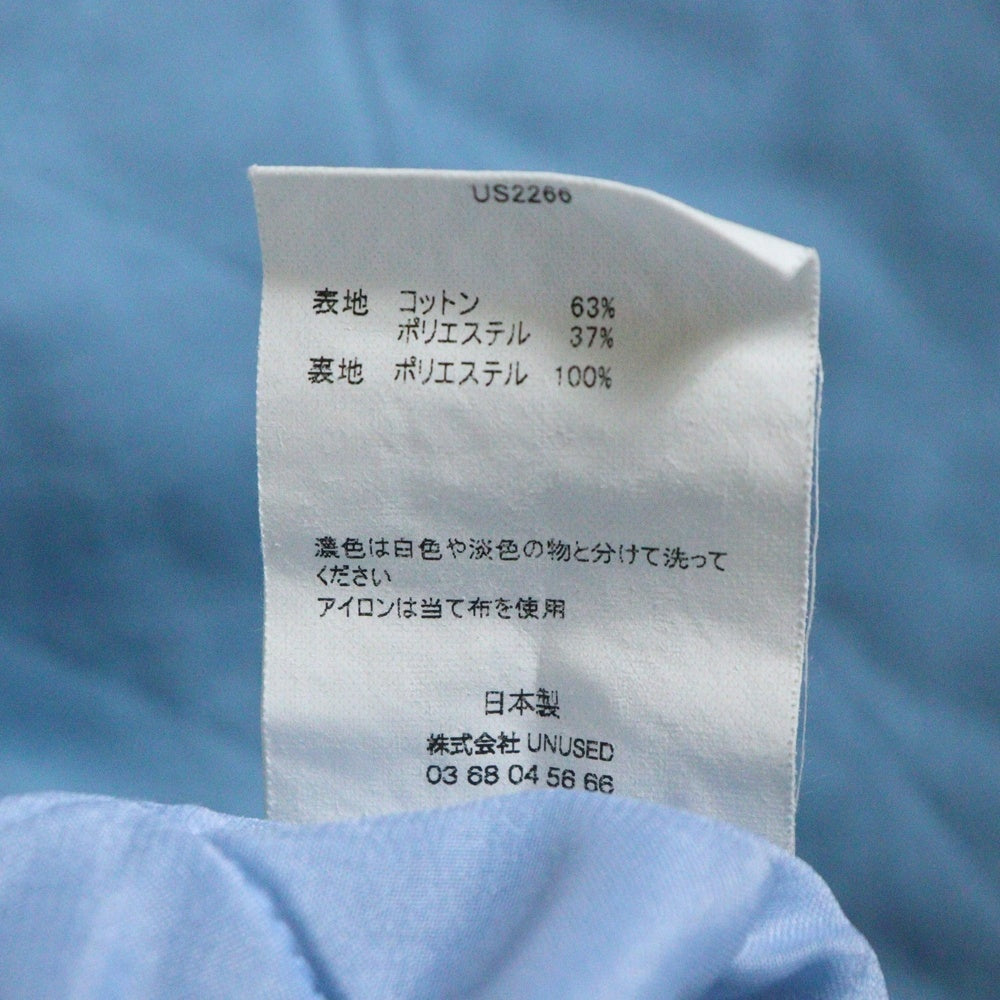 US2266
表地 コットン 63%
ポリエステル 37%
裏地 ポリエステル 100%
濃色は白色や淡色の物と分けて洗って
ください
アイロンは当て布を使用
日本製
株式会社 UNUSED
03 68 04 56 66